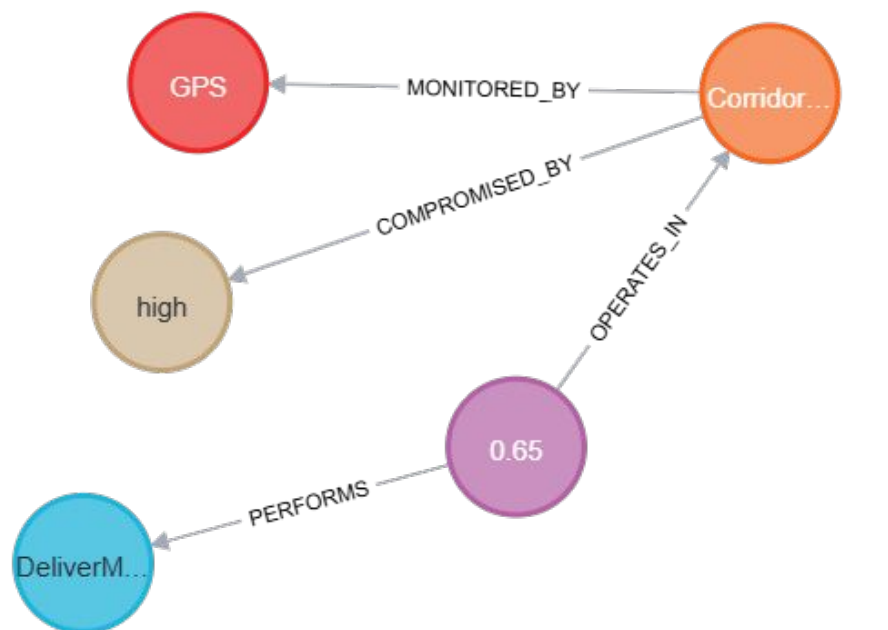 GPS
MONITORED_BY
Corridor...
COMPROMISED_BY
high
OPERATES_IN
0.65
PERFORMS
DeliverM...